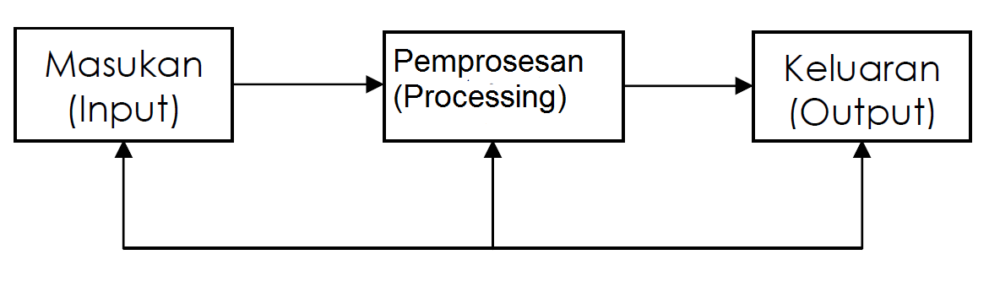 Masukan
(Input)
Pemprosesan
(Processing)
Keluaran
(Output)